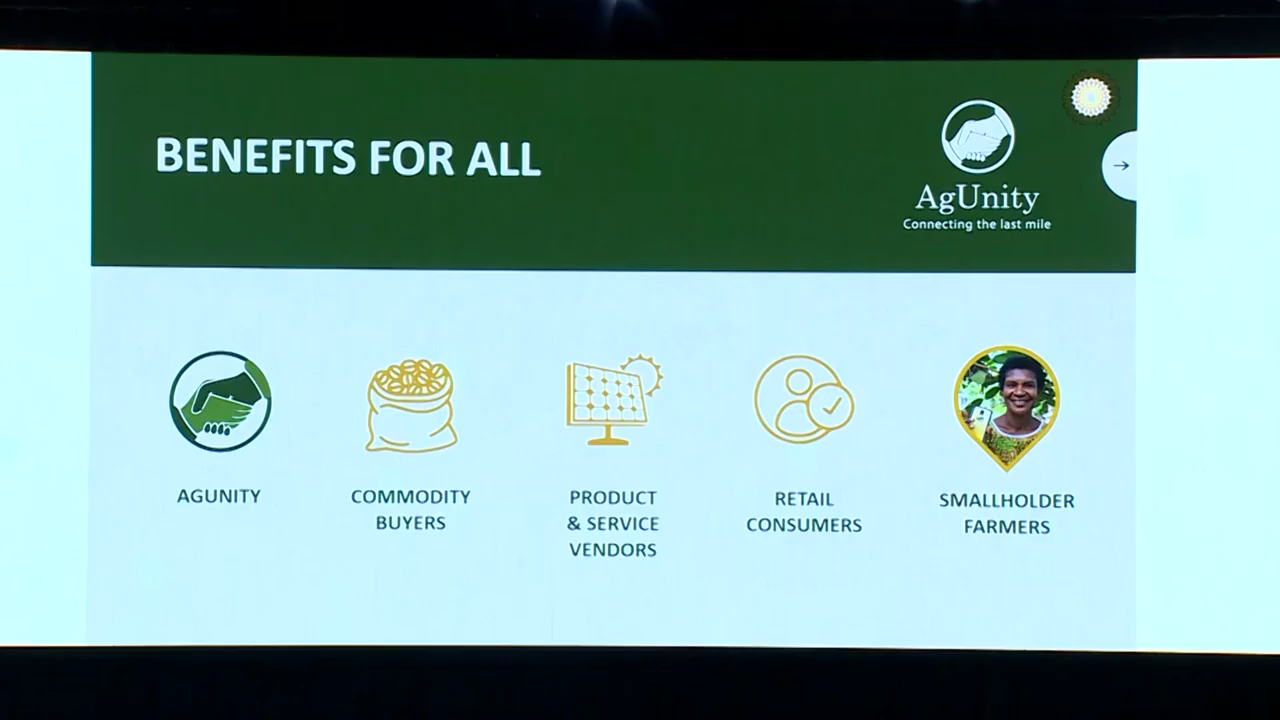 BENEFITS FOR ALL
AgUnity
Connecting the last mile
AGUNITY
COMMODITY
BUYERS
PRODUCT
& SERVICE
VENDORS
RETAIL
CONSUMERS
SMALLHOLDER
FARMERS